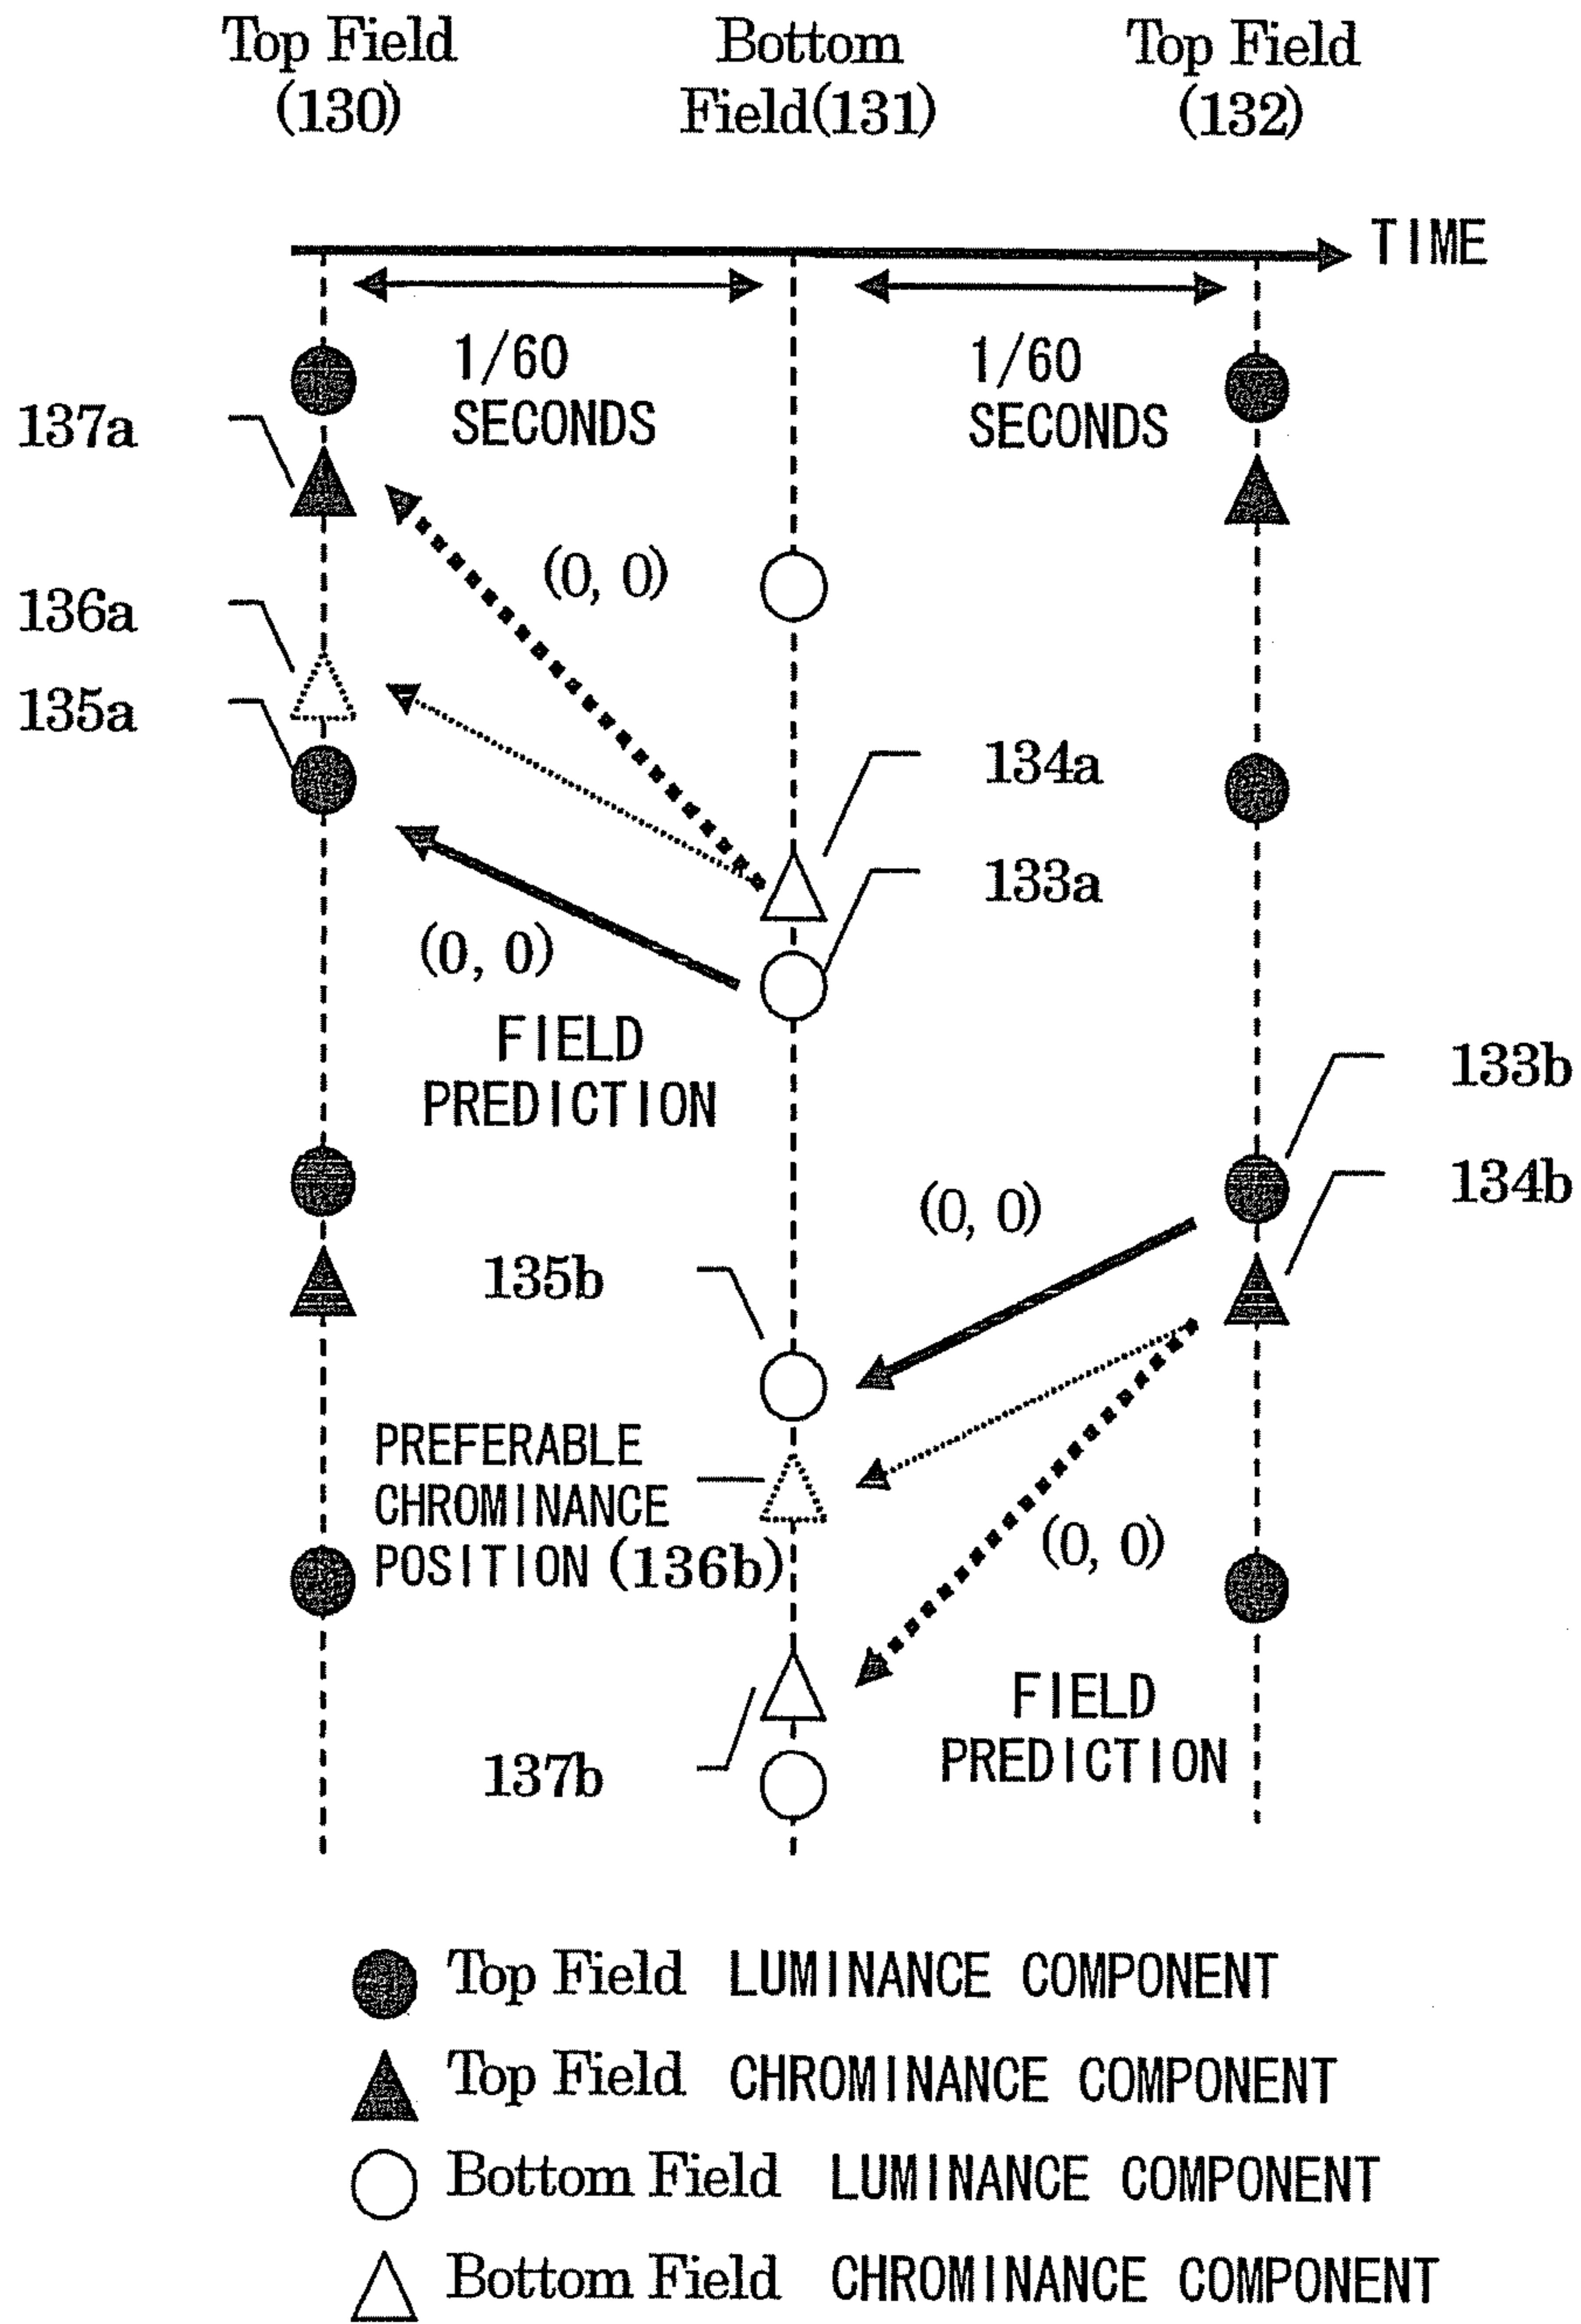 Top Field
(130)
Bottom
Field(131)
Top Field
(132)
TIME
1/60
SECONDS
1/60
SECONDS
137a
(0, 0)
136a
135a
134a
133a
(0, 0)
FIELD
PREDICTION
133b
134b
(0, 0)
135b
PREFERABLE
CHROMINANCE
POSITION (136b)
(0, 0)
FIELD
PREDICTION
137b
Top Field LUMINANCE COMPONENT
Top Field CHROMINANCE COMPONENT
Bottom Field LUMINANCE COMPONENT
Bottom Field CHROMINANCE COMPONENT